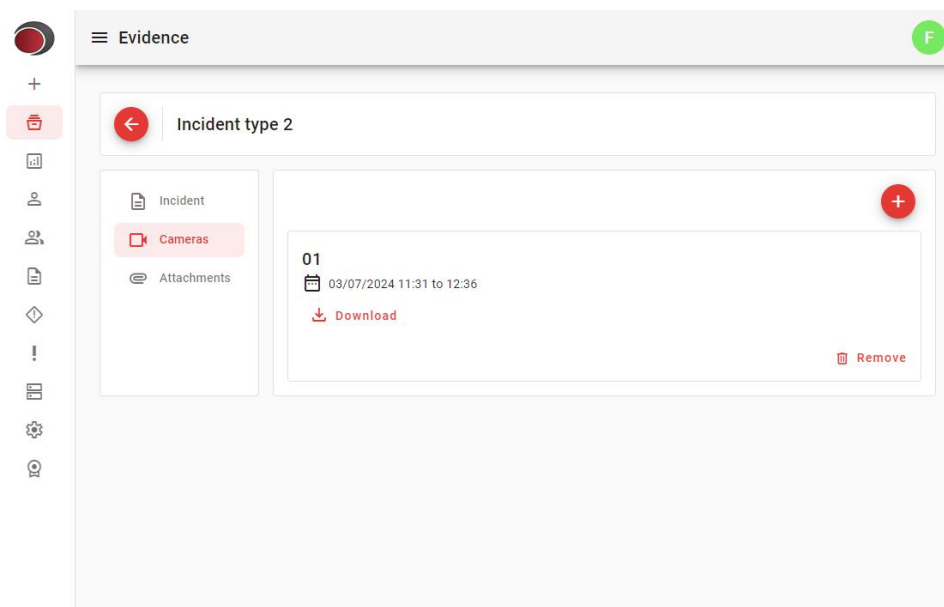 Evidence
F
Incident type 2
Incident
Cameras
Attachments
01
03/07/2024 11:31 to 12:36
Download
Remove